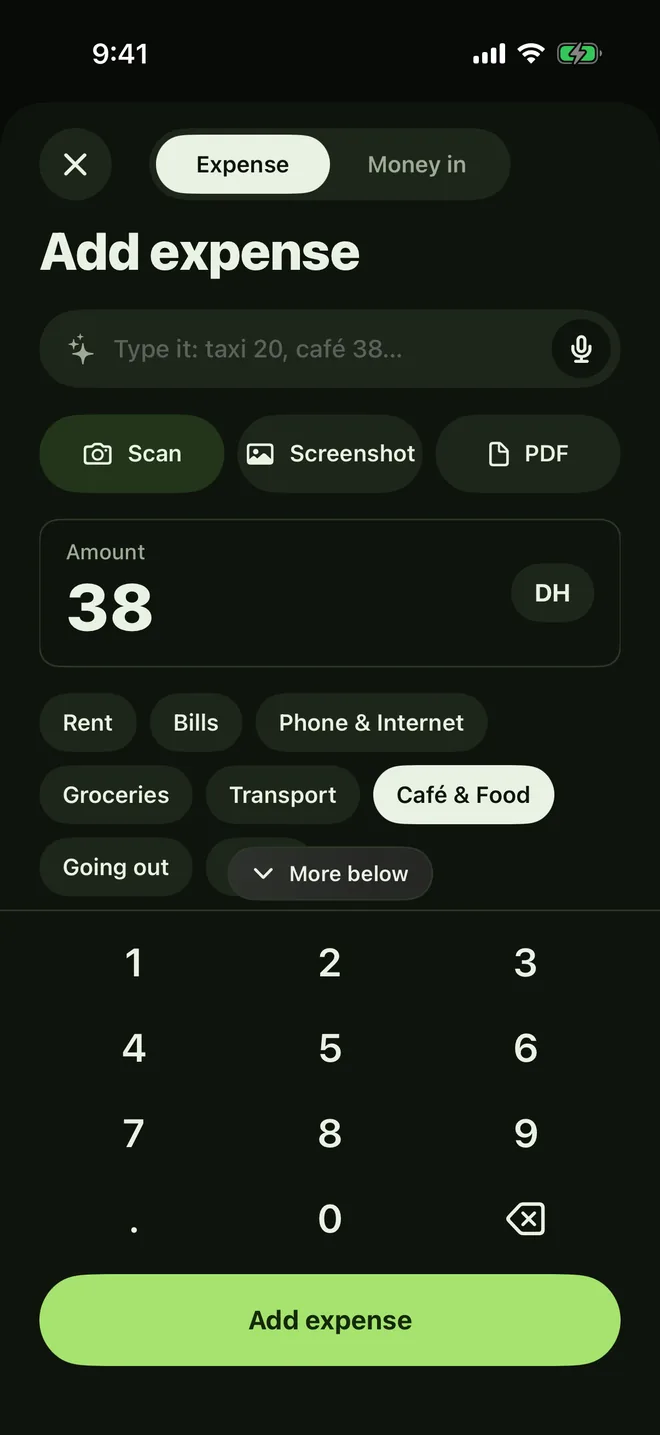 9:41
Expense
Money in
Add expense
Type it: taxi 20, café 38...
Scan
Screenshot
PDF
Amount
38
DH
Rent
Bills
Phone & Internet
Groceries
Transport
Café & Food
Going out
More below
1
2
3
4
5
6
7
8
9
.
0
Add expense